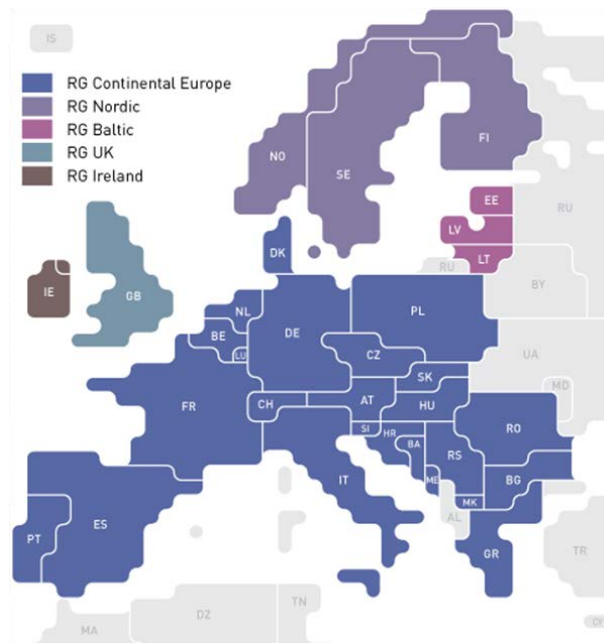 IS
RG Continental Europe
RG Nordic
RG Baltic
RG UK
RG Ireland
NO
SE
FI
RU
EE
LV
LT
RU
BY
DK
IE
GB
NL
BE
LU
DE
PL
CZ
SK
UA
MD
FR
CH
AT
HU
RO
SI
HR
BA
RS
ME
MK
BG
AL
IT
PT
ES
GR
TR
MA
DZ
TN
CY